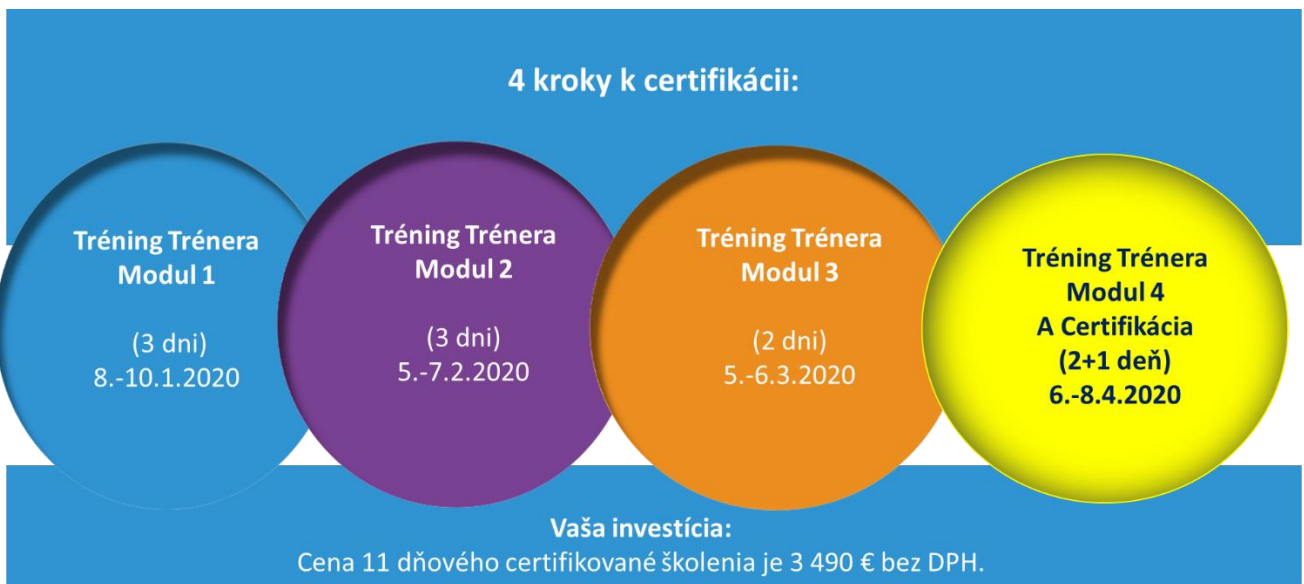 4 kroky k certifikácii:
Tréning Trénera
Modul 1
(3 dni)
8.-10.1.2020
Tréning Trénera
Modul 2
(3 dni)
5.-7.2.2020
Tréning Trénera
Modul 3
(2 dni)
5.-6.3.2020
Tréning Trénera
Modul 4
A Certifikácia
(2+1 deň)
6.-8.4.2020
Vaša investícia:
Cena 11 dňového certifikované školenia je 3 490 € bez DPH.